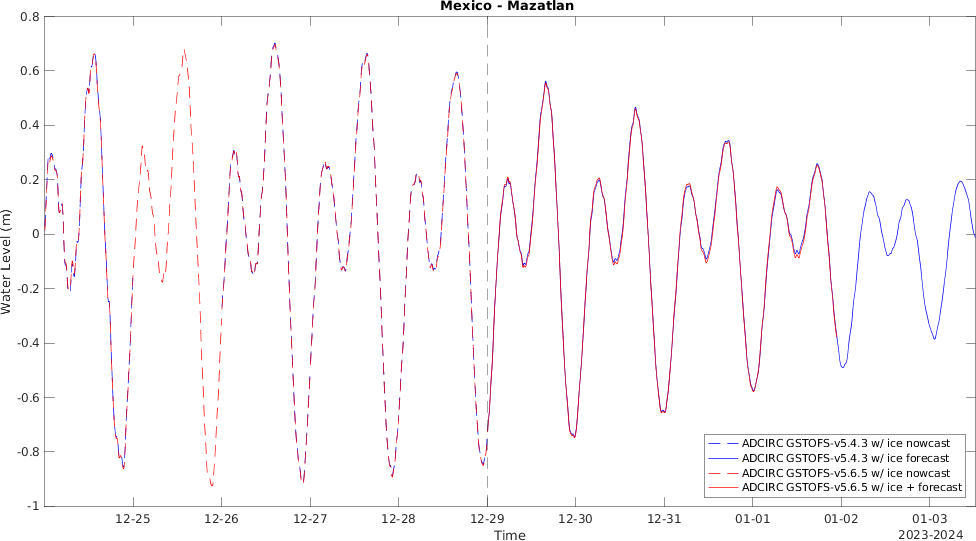 Mexico - Mazatlan
0.8
0.6
0.4
0.2
0
-0.2
-0.4
-0.6
-0.8
-1
Water Level (m)
12-25 12-26 12-27 12-28 12-29 12-30 12-31 01-01 01-02 01-03
Time
2023-2024
ADCIRC GSTOFS-v5.4.3 w/ ice nowcast
ADCIRC GSTOFS-v5.4.3 w/ ice forecast
ADCIRC GSTOFS-v5.6.5 w/ ice nowcast
ADCIRC GSTOFS-v5.6.5 w/ ice + forecast